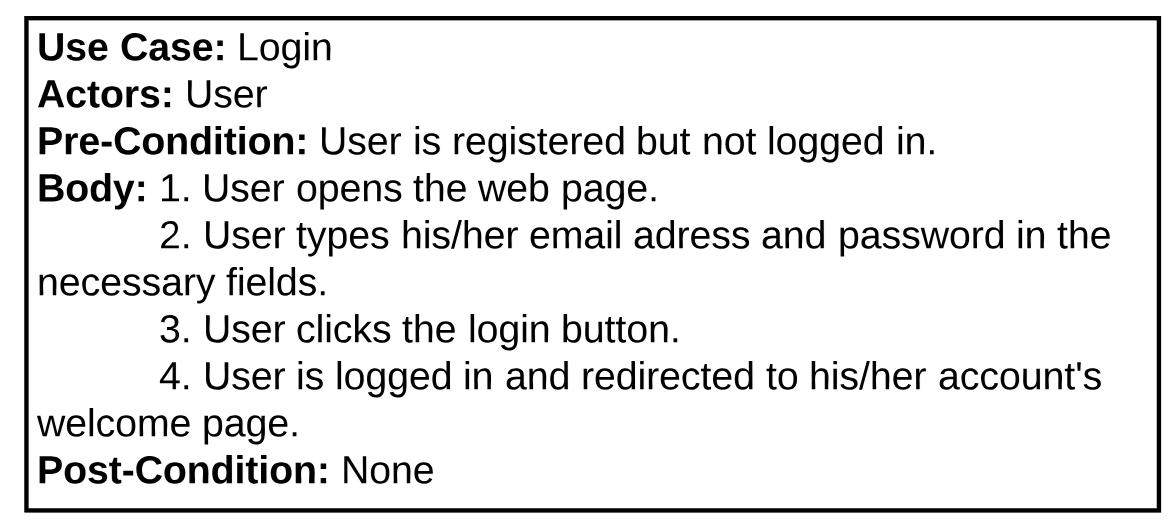 Use Case: Login
Actors: User
Pre-Condition: User is registered but not logged in.
Body: 1. User opens the web page.
2. User types his/her email adress and password in the
necessary fields.
3. User clicks the login button.
4. User is logged in and redirected to his/her account's
welcome page.
Post-Condition: None